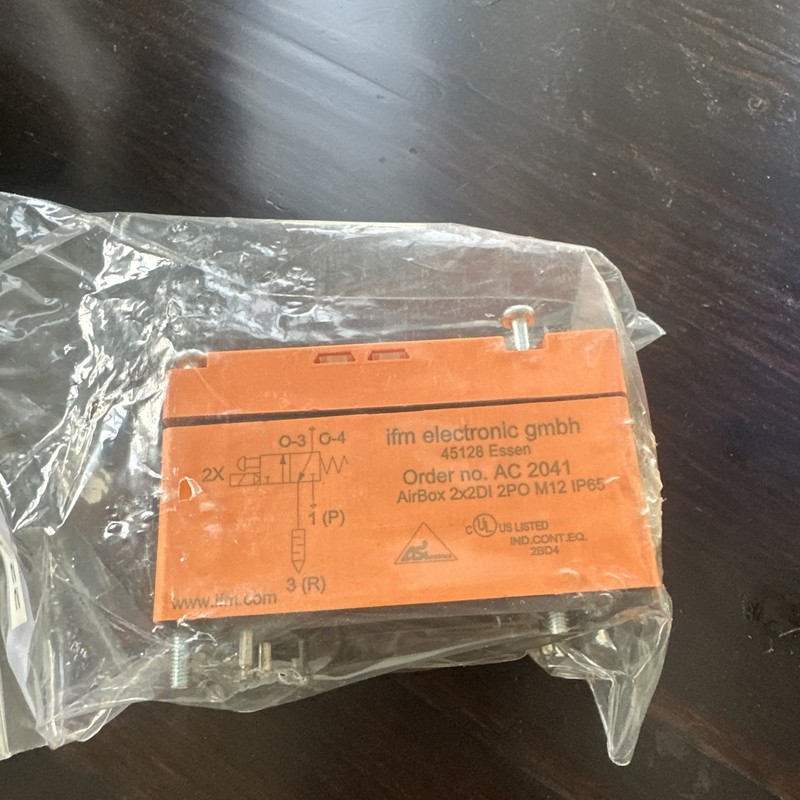 ifm electronic gmbh
45128 Essen
Order no. AC 2041
AirBox 2x2DI 2PO M12 IP65
O-3 O-4
2X
1 (P)
3 (R)
www.ifm.com
c UL US LISTED
IND.CONT.EQ.
2BD4